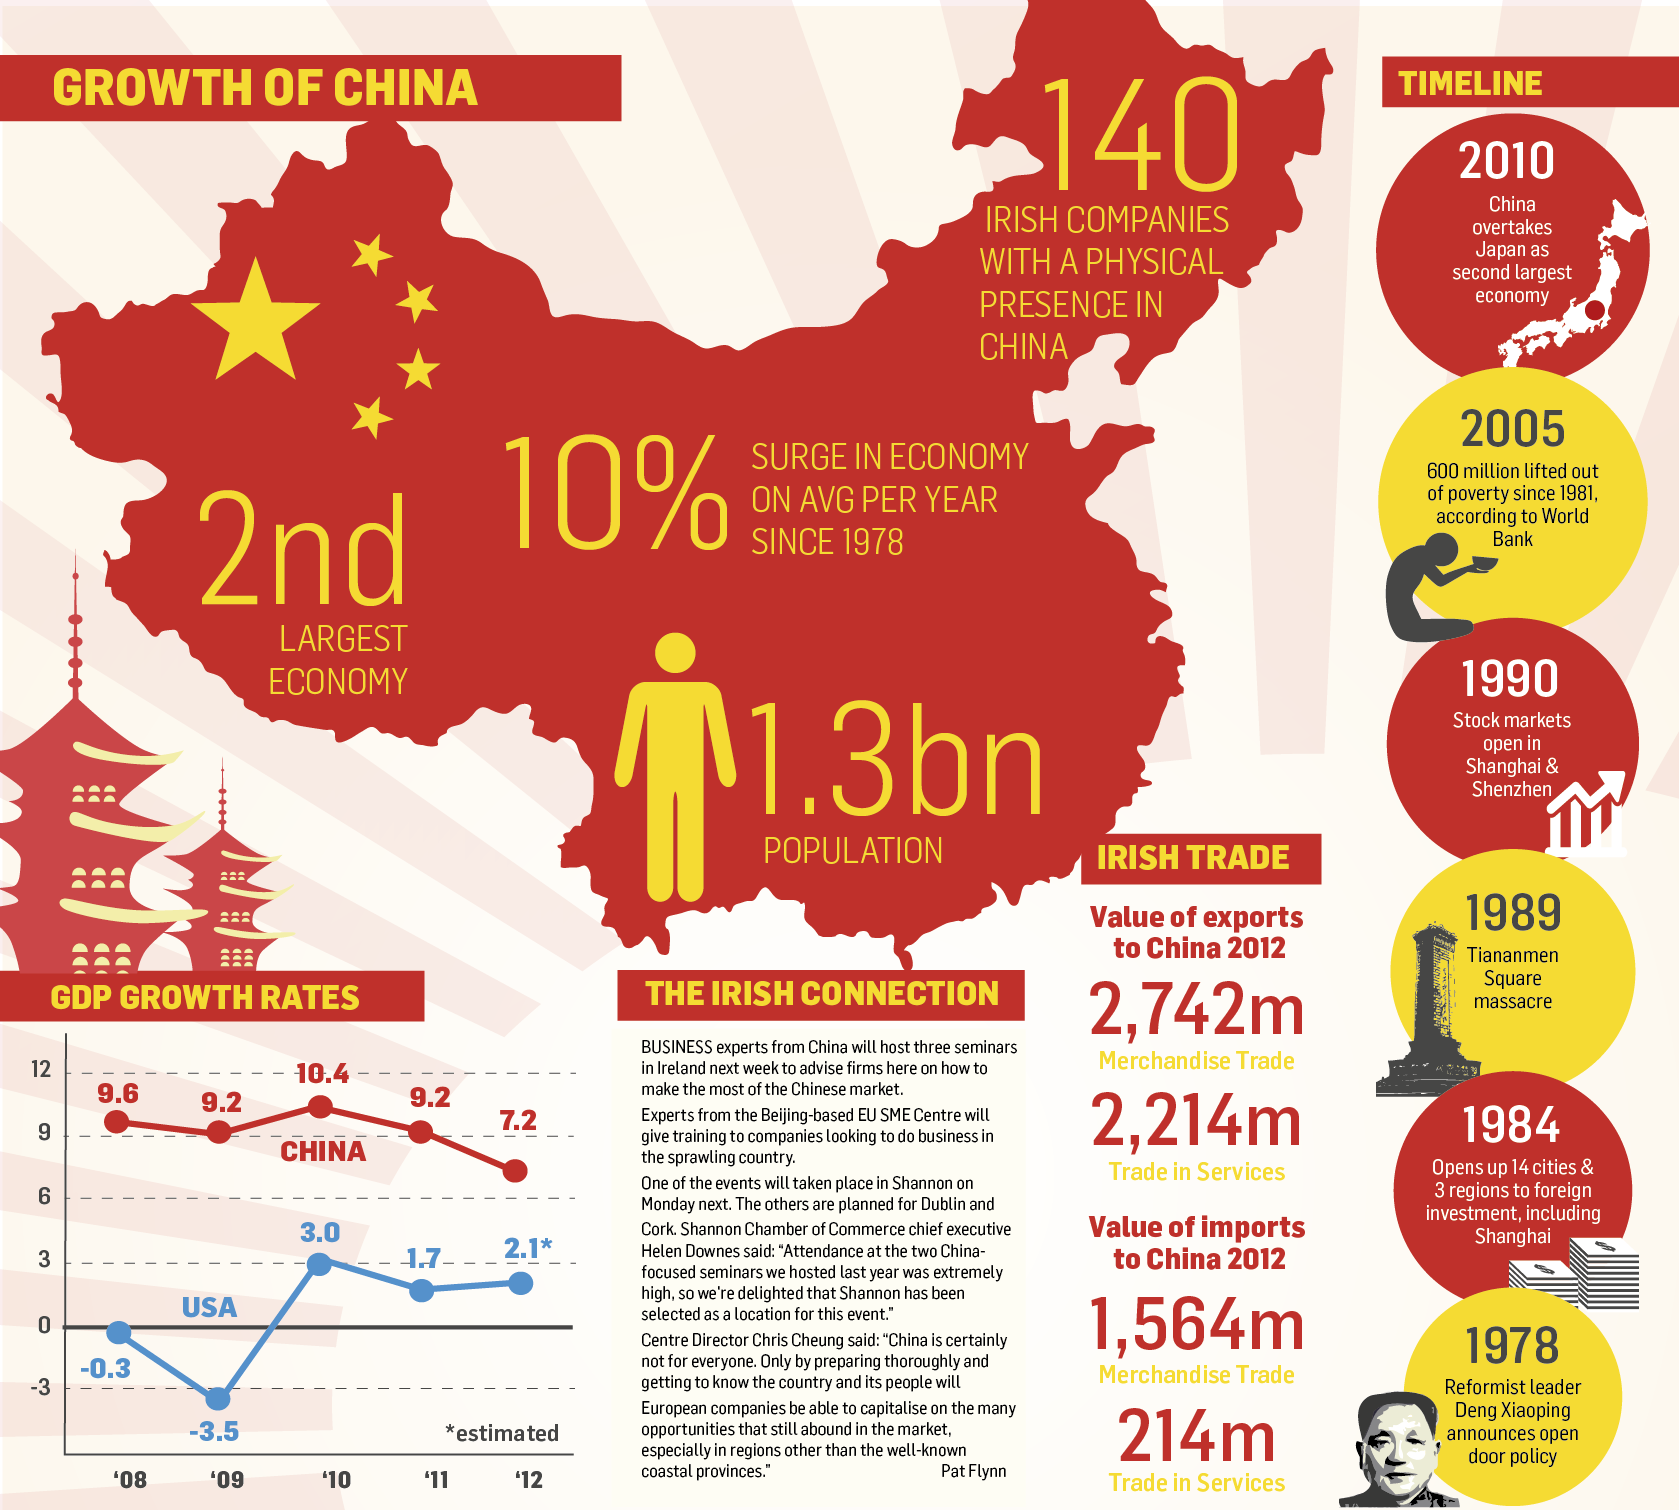 GROWTH OF CHINA
140
IRISH COMPANIES
WITH A PHYSICAL
PRESENCE IN
CHINA
10%
SURGE IN ECONOMY
ON AVG PER YEAR
SINCE 1978
2nd
LARGEST
ECONOMY
1.3bn
POPULATION
GDP GROWTH RATES
12
9
6
3
0
-3
9.6
9.2
10.4
9.2
7.2
CHINA
3.0
1.7
2.1*
USA
-0.3
-3.5
*estimated
‘08
‘09
‘10
‘11
‘12
THE IRISH CONNECTION
BUSINESS experts from China will host three seminars
in Ireland next week to advise firms here on how to
make the most of the Chinese market.
Experts from the Beijing-based EU SME Centre will
give training to companies looking to do business in
the sprawling country.
One of the events will taken place in Shannon on
Monday next. The others are planned for Dublin and
Cork. Shannon Chamber of Commerce chief executive
Helen Downes said: “Attendance at the two China-
focused seminars we hosted last year was extremely
high, so we’re delighted that Shannon has been
selected as a location for this event.”
Centre Director Chris Cheung said: “China is certainly
not for everyone. Only by preparing thoroughly and
getting to know the country and its people will
European companies be able to capitalise on the many
opportunities that still abound in the market,
especially in regions other than the well-known
coastal provinces.”
Pat Flynn
IRISH TRADE
Value of exports
to China 2012
2,742m
Merchandise Trade
2,214m
Trade in Services
Value of imports
to China 2012
1,564m
Merchandise Trade
214m
Trade in Services
TIMELINE
2010
China
overtakes
Japan as
second largest
economy
2005
600 million lifted out
of poverty since 1981,
according to World
Bank
1990
Stock markets
open in
Shanghai &
Shenzhen
1989
Tiananmen
Square
massacre
1984
Opens up 14 cities &
3 regions to foreign
investment, including
Shanghai
1978
Reformist leader
Deng Xiaoping
announces open
door policy